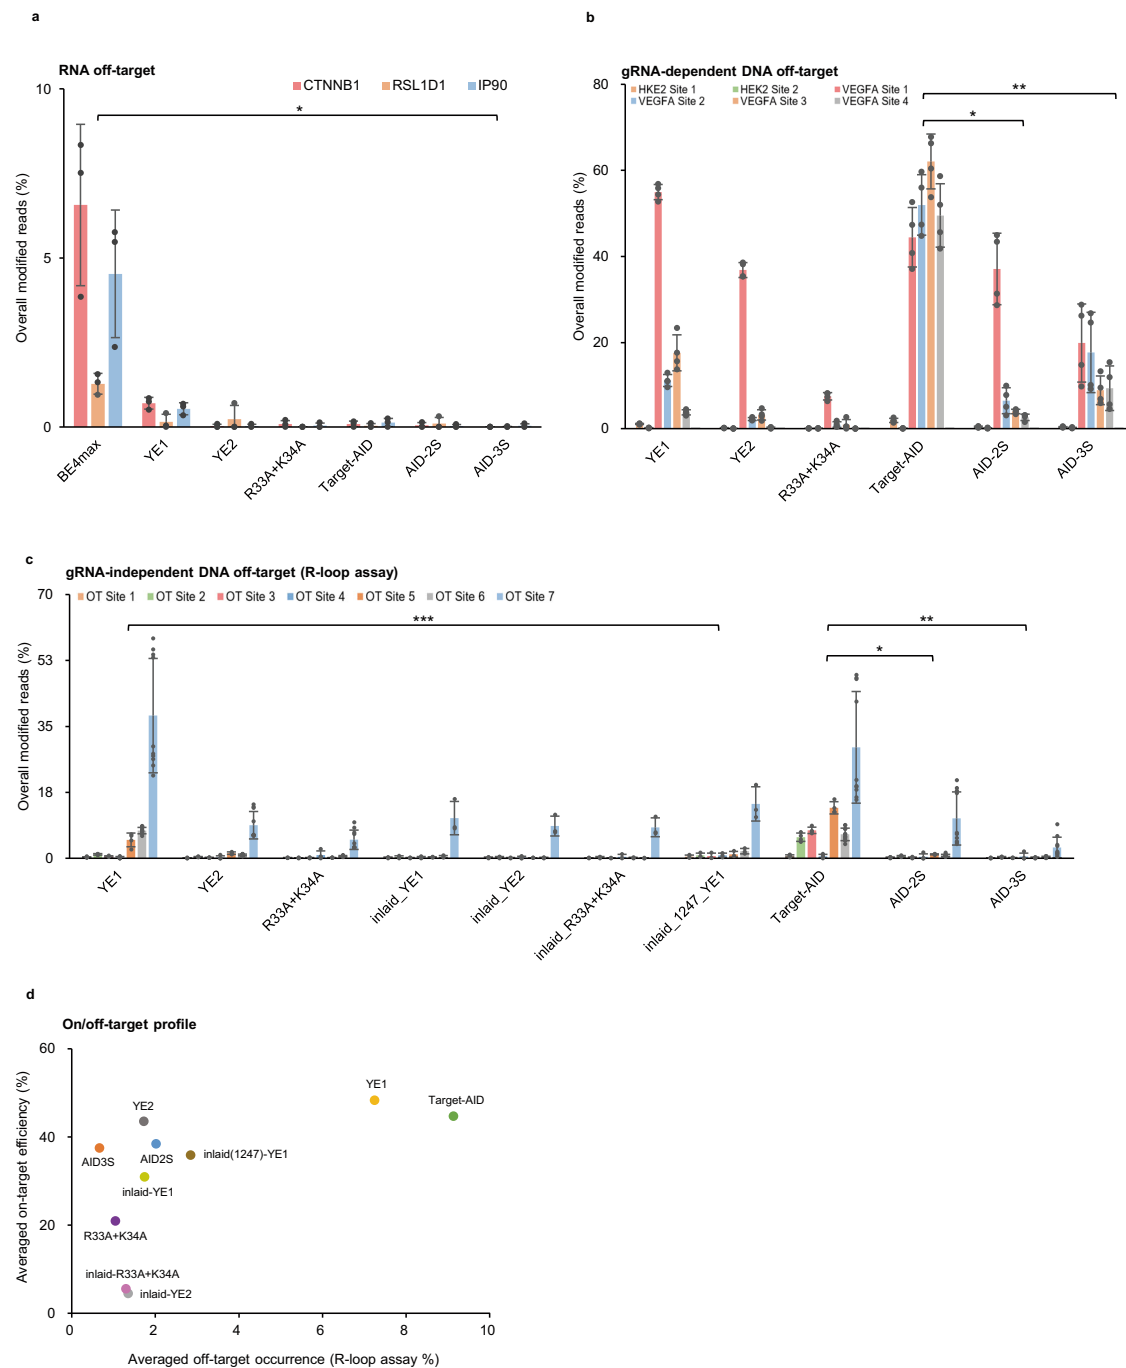 a
RNA off-target
CTNNB1
RSL1D1
IP90
10
5
0
*
Overall modified reads (%)
BE4max
YE1
YE2
R33A+K34A
Target-AID
AID-2S
AID-3S
b
gRNA-dependent DNA off-target
HKE2 Site 1
HEK2 Site 2
VEGFA Site 1
VEGFA Site 2
VEGFA Site 3
VEGFA Site 4
80
60
40
20
0
**
*
Overall modified reads (%)
YE1
YE2
R33A+K34A
Target-AID
AID-2S
AID-3S
c
gRNA-independent DNA off-target (R-loop assay)
OT Site 1
OT Site 2
OT Site 3
OT Site 4
OT Site 5
OT Site 6
OT Site 7
70
53
35
18
0
***
**
*
Overall modified reads (%)
YE1
YE2
R33A+K34A
inlaid_YE1
inlaid_YE2
inlaid_R33A+K34A
inlaid_1247_YE1
Target-AID
AID-2S
AID-3S
d
On/off-target profile
60
40
20
0
Averaged on-target efficiency (%)
YE1
Target-AID
YE2
AID3S
AID2S
inlaid(1247)-YE1
inlaid-YE1
R33A+K34A
inlaid-R33A+K34A
inlaid-YE2
0
2
4
6
8
10
Averaged off-target occurrence (R-loop assay %)